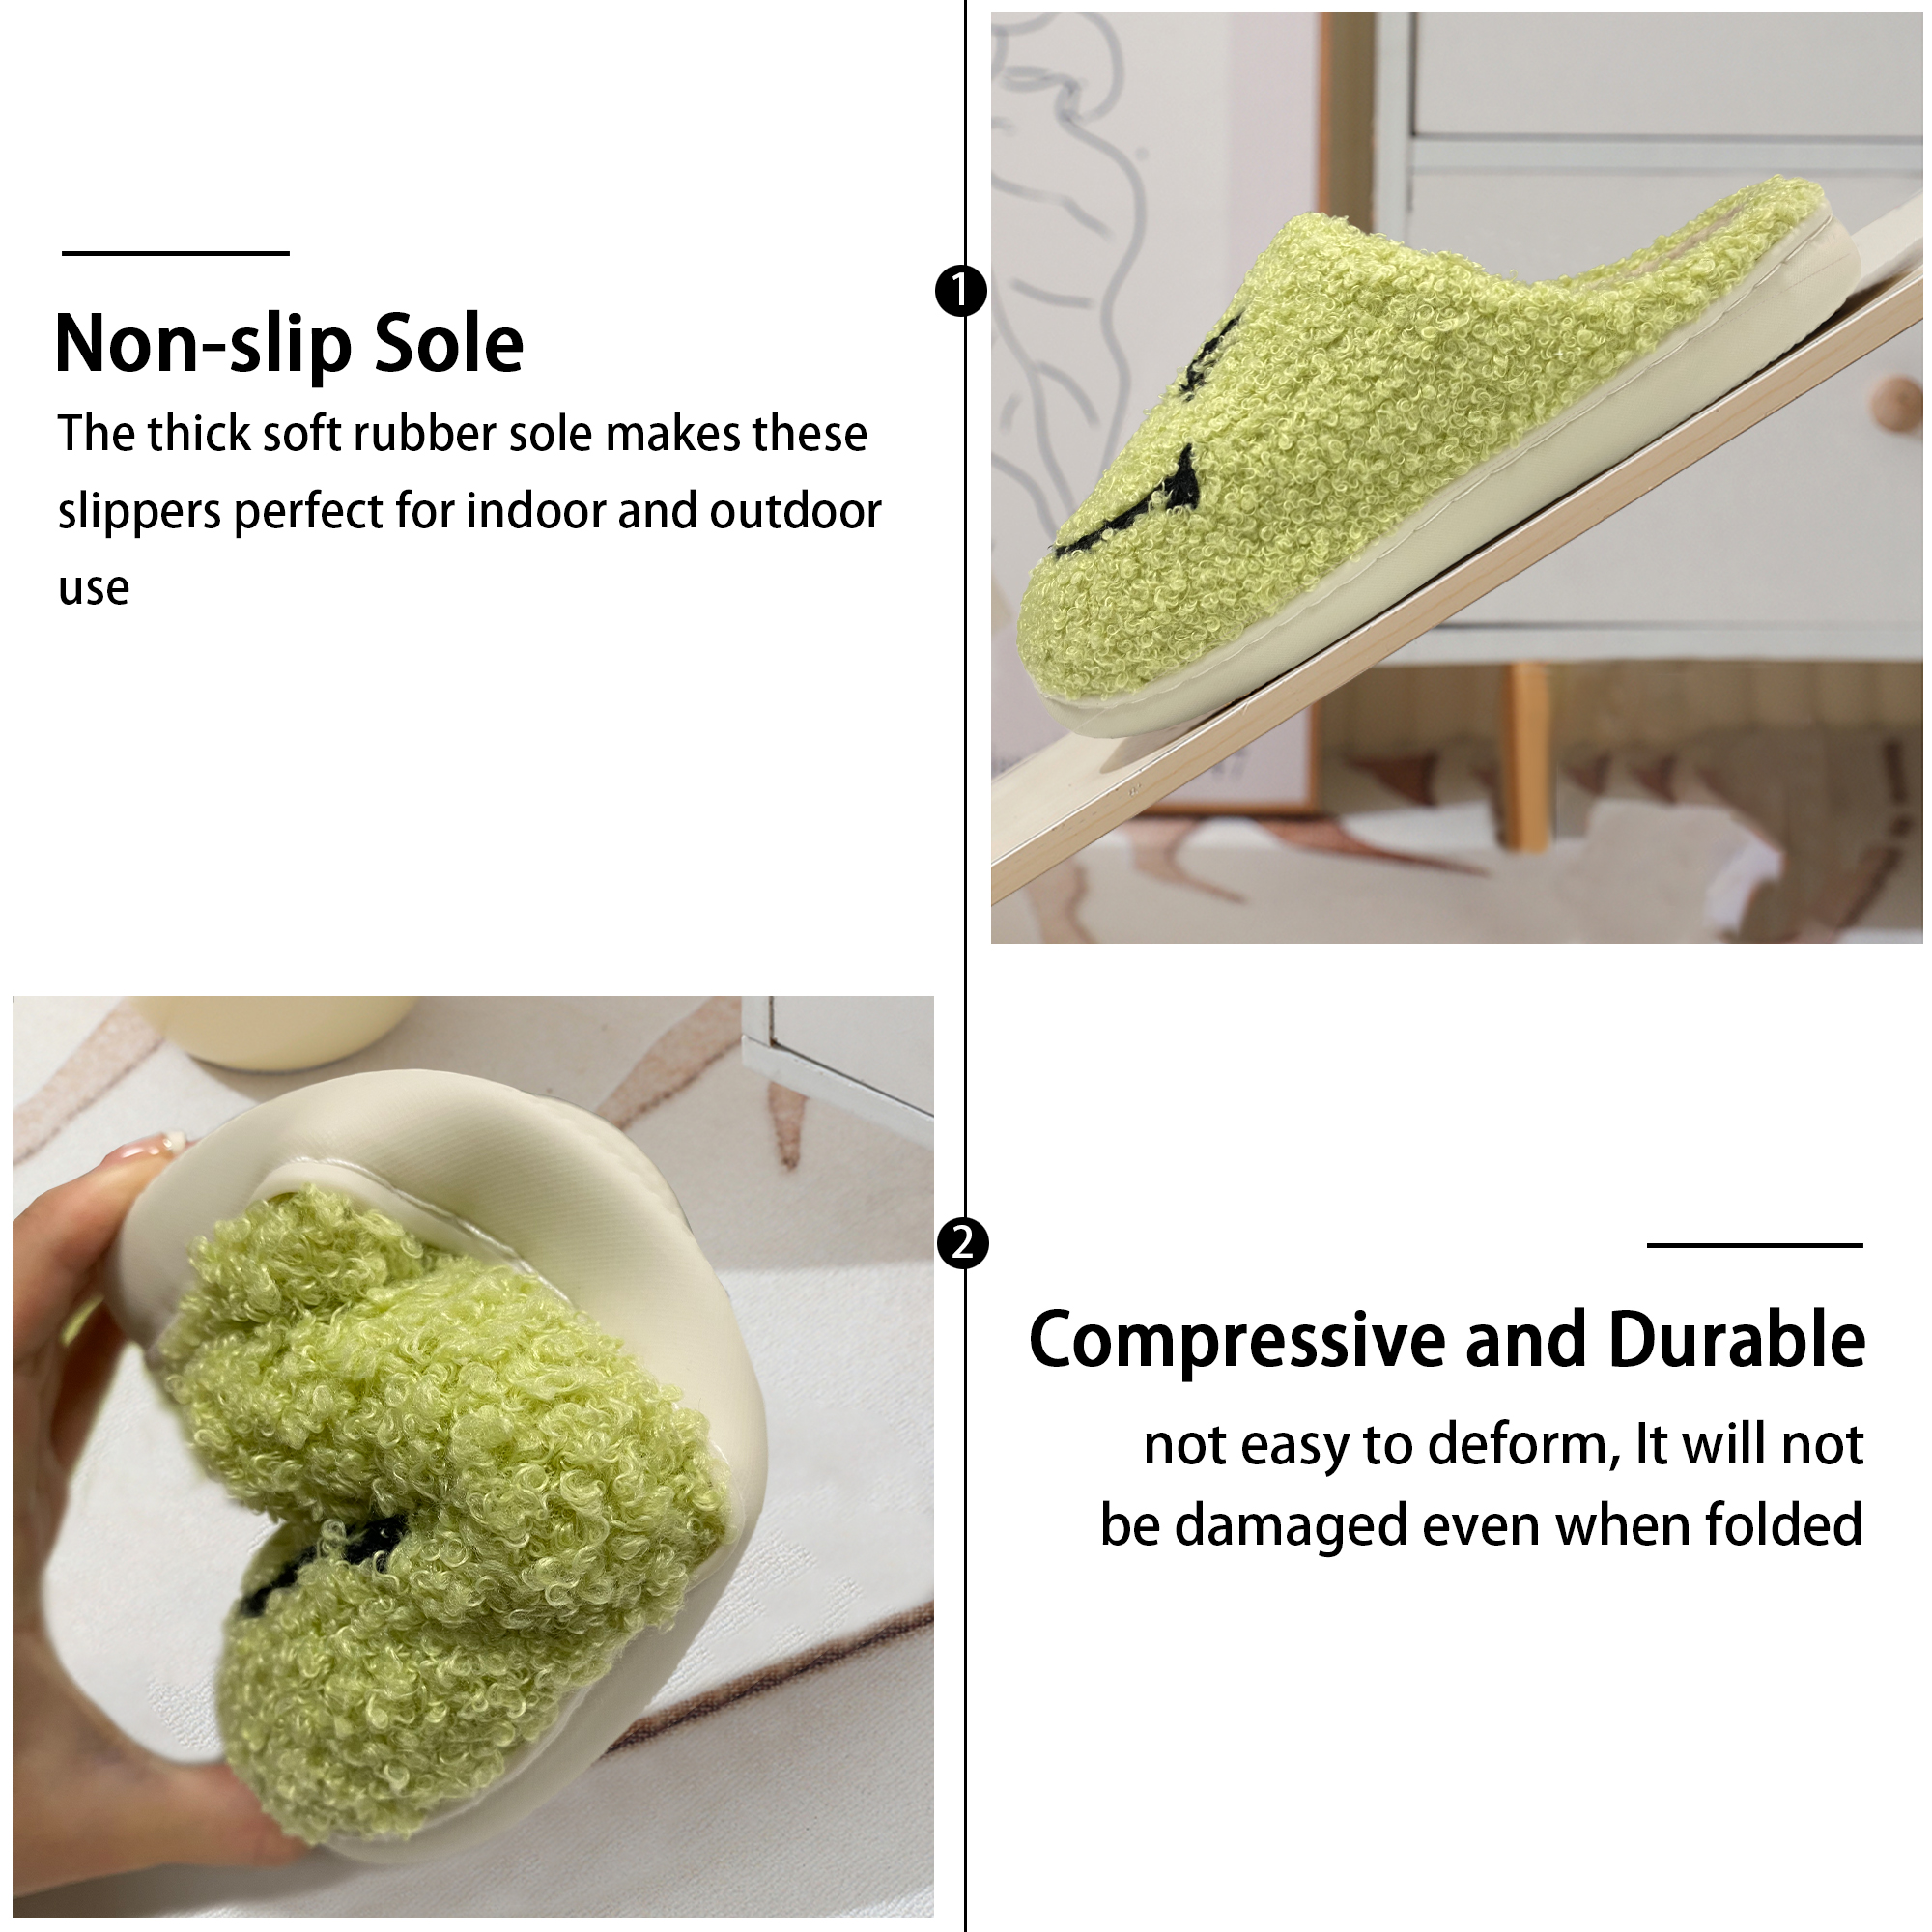 1
Non-slip Sole
The thick soft rubber sole makes these
slippers perfect for indoor and outdoor
use
2
Compressive and Durable
not easy to deform, It will not
be damaged even when folded